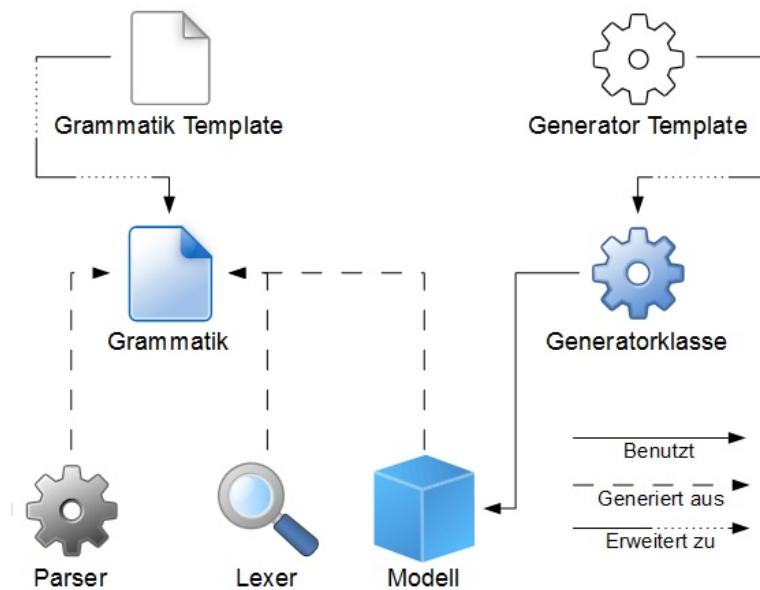 Grammatik Template
Generator Template
Grammatik
Generatorklasse
Benutzt
Generiert aus
Erweitert zu
Parser
Lexer
Modell